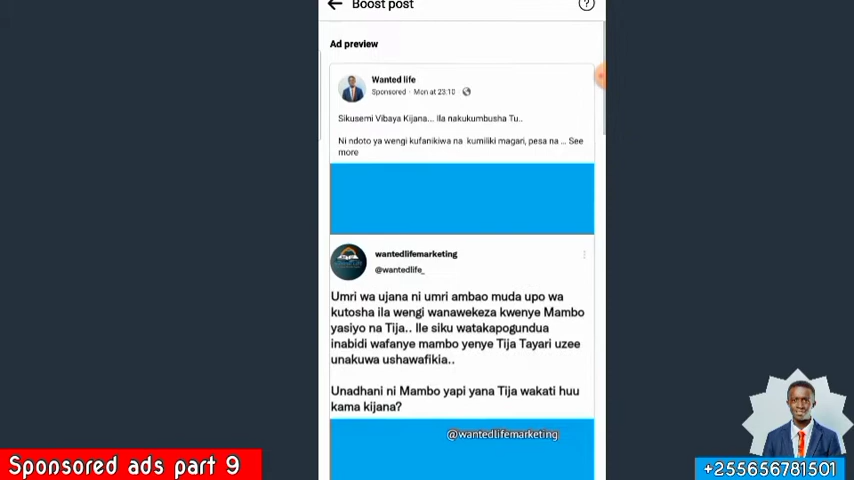 Boost post
Ad preview
Wanted life
Sponsored · Mon at 23:10
Sikusemi Vibaya Kijana... Ila nakukumbusha Tu..
Ni ndoto ya wengi kufanikiwa na kumiliki magari, pesa na ... See
more
wantedlifemarketing
@wantedlife_
Umri wa ujana ni umri ambao muda upo wa
kutosha ila wengi wanawekeza kwenye Mambo
yasiyo na Tija.. Ile siku watakapogundua
inabidi wafanye mambo yenye Tija Tayari uzee
unakuwa ushawafikia..
Unadhani ni Mambo yapi yana Tija wakati huu
kama kijana?
@wantedlifemarketing
Sponsored ads part 9
+255656781501